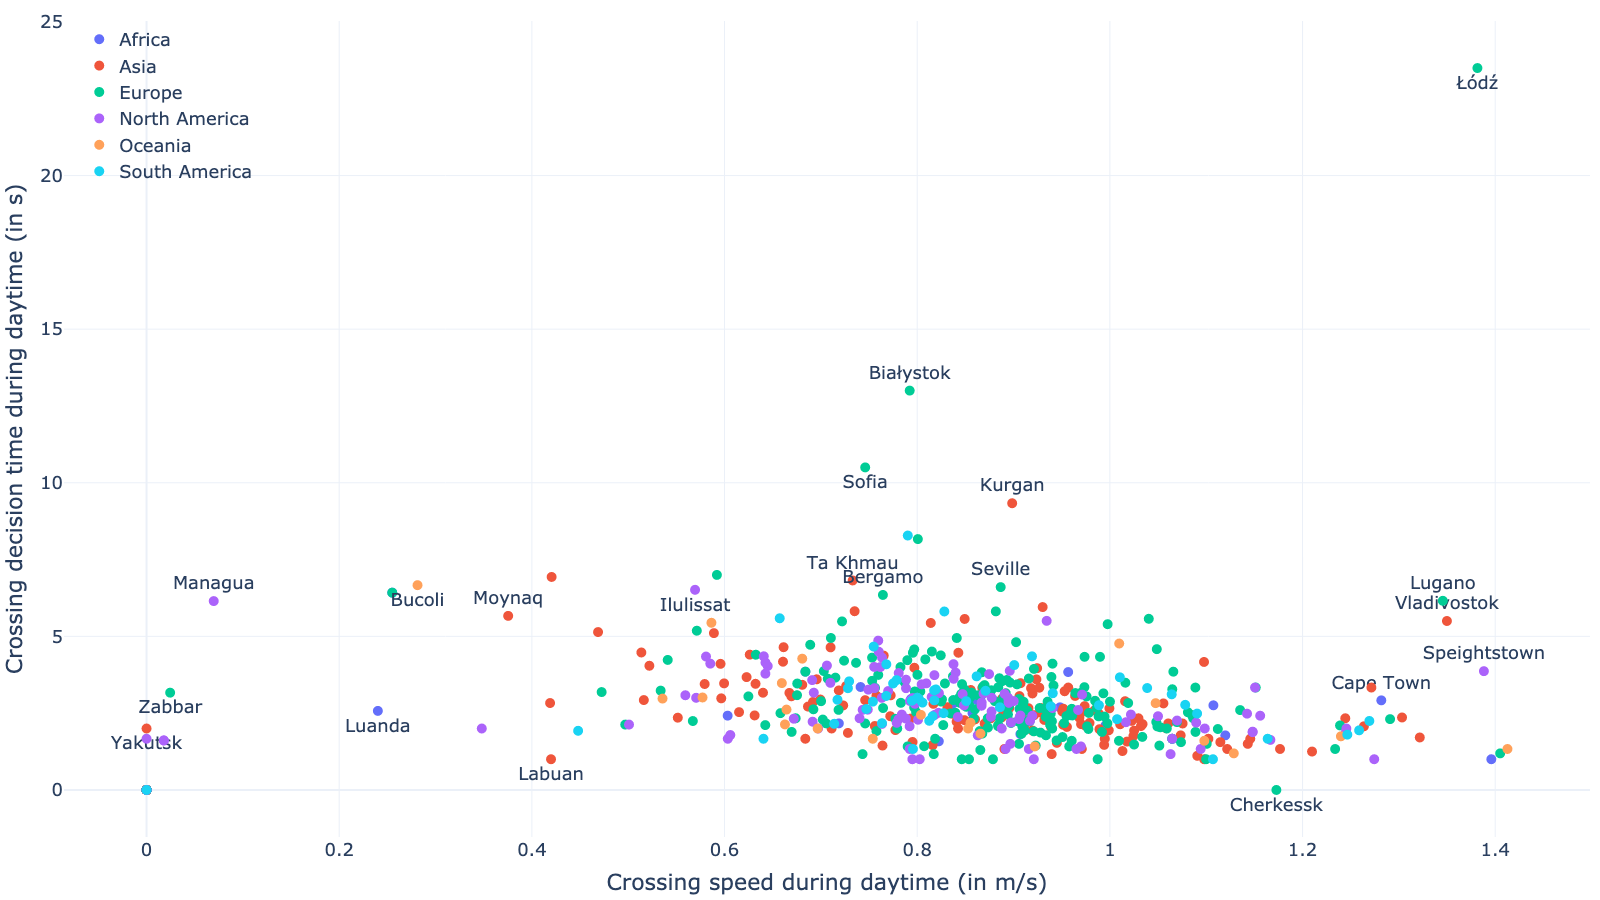 25
Africa
Asia
Europe
North America
Oceania
South America
Łódź
20
15
Białystok
10
Sofia
Kurgan
Ta Khmau
Bergamo
Seville
Managua
Bucoli
Moynaq
Ilulissat
Lugano
Vladivostok
5
Speightstown
Cape Town
Zabbar
Luanda
Yakutsk
Labuan
0
Cherkessk
0
0.2
0.4
0.6
0.8
1
1.2
1.4
Crossing speed during daytime (in m/s)
Crossing decision time during daytime (in s)